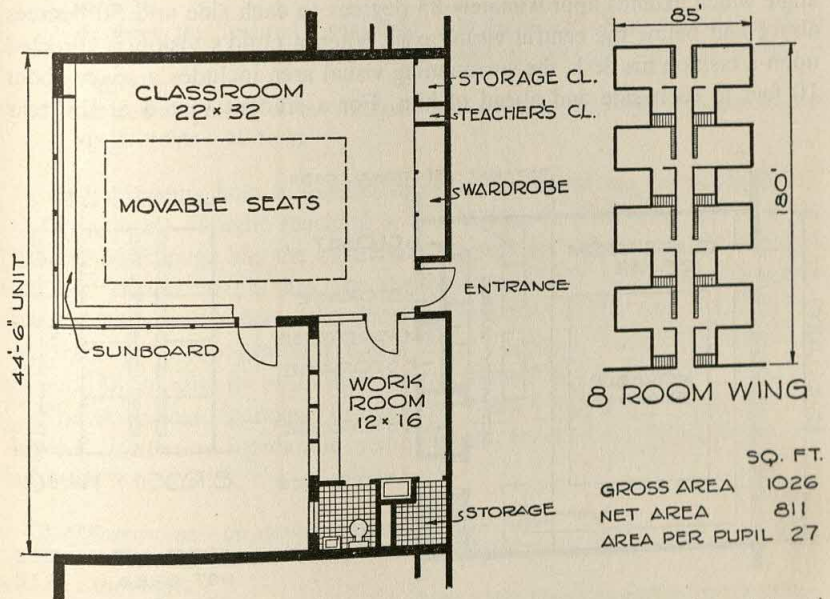 85'
STORAGE CL.
CLASSROOM
22 × 32
TEACHER'S CL.
WARDROBE
MOVABLE SEATS
180'
44'-6" UNIT
ENTRANCE
SUNBOARD
WORK
ROOM
12 × 16
8 ROOM WING
SQ. FT.
GROSS AREA 1026
NET AREA 811
AREA PER PUPIL 27
STORAGE